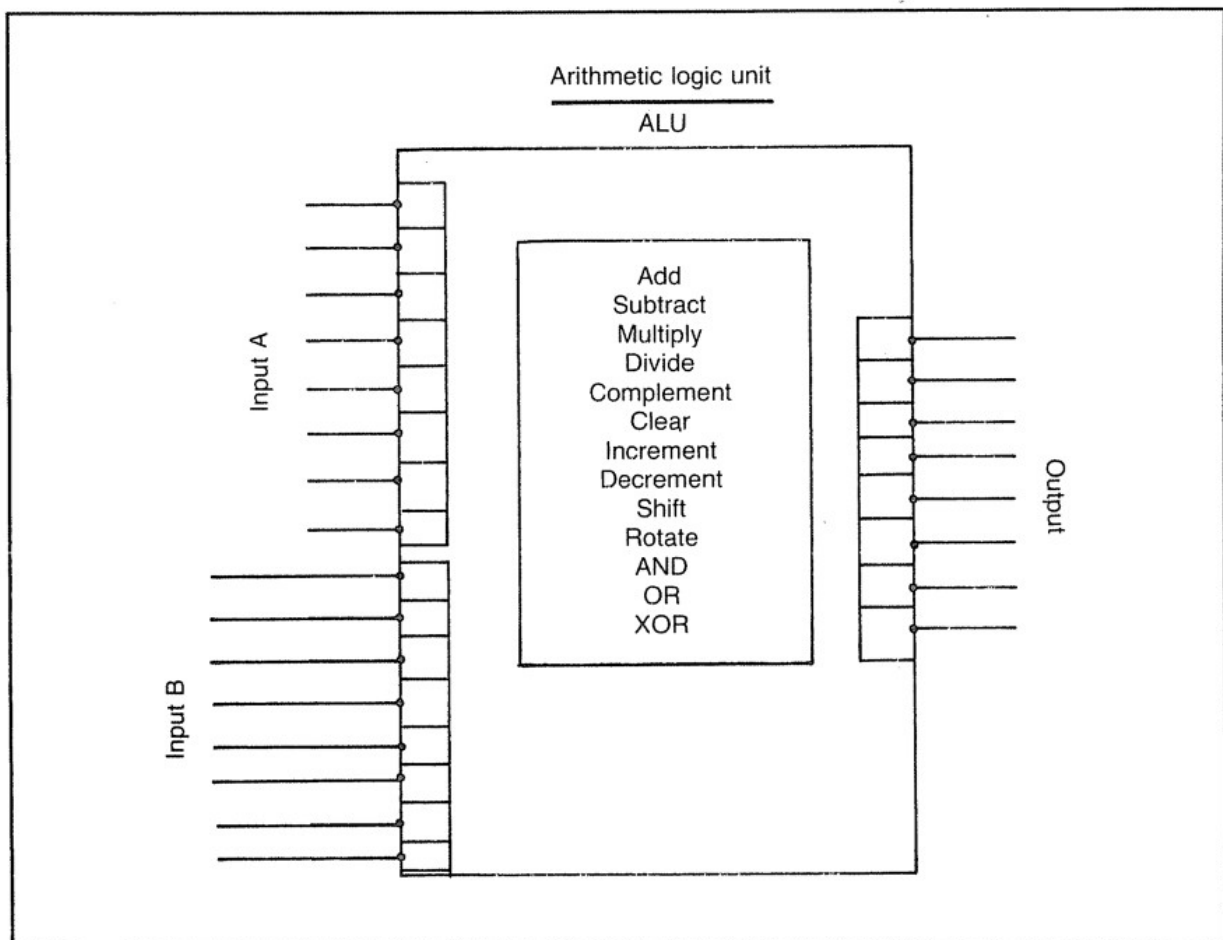 Arithmetic logic unit
ALU
Input A
Input B
Add
Subtract
Multiply
Divide
Complement
Clear
Increment
Decrement
Shift
Rotate
AND
OR
XOR
Output